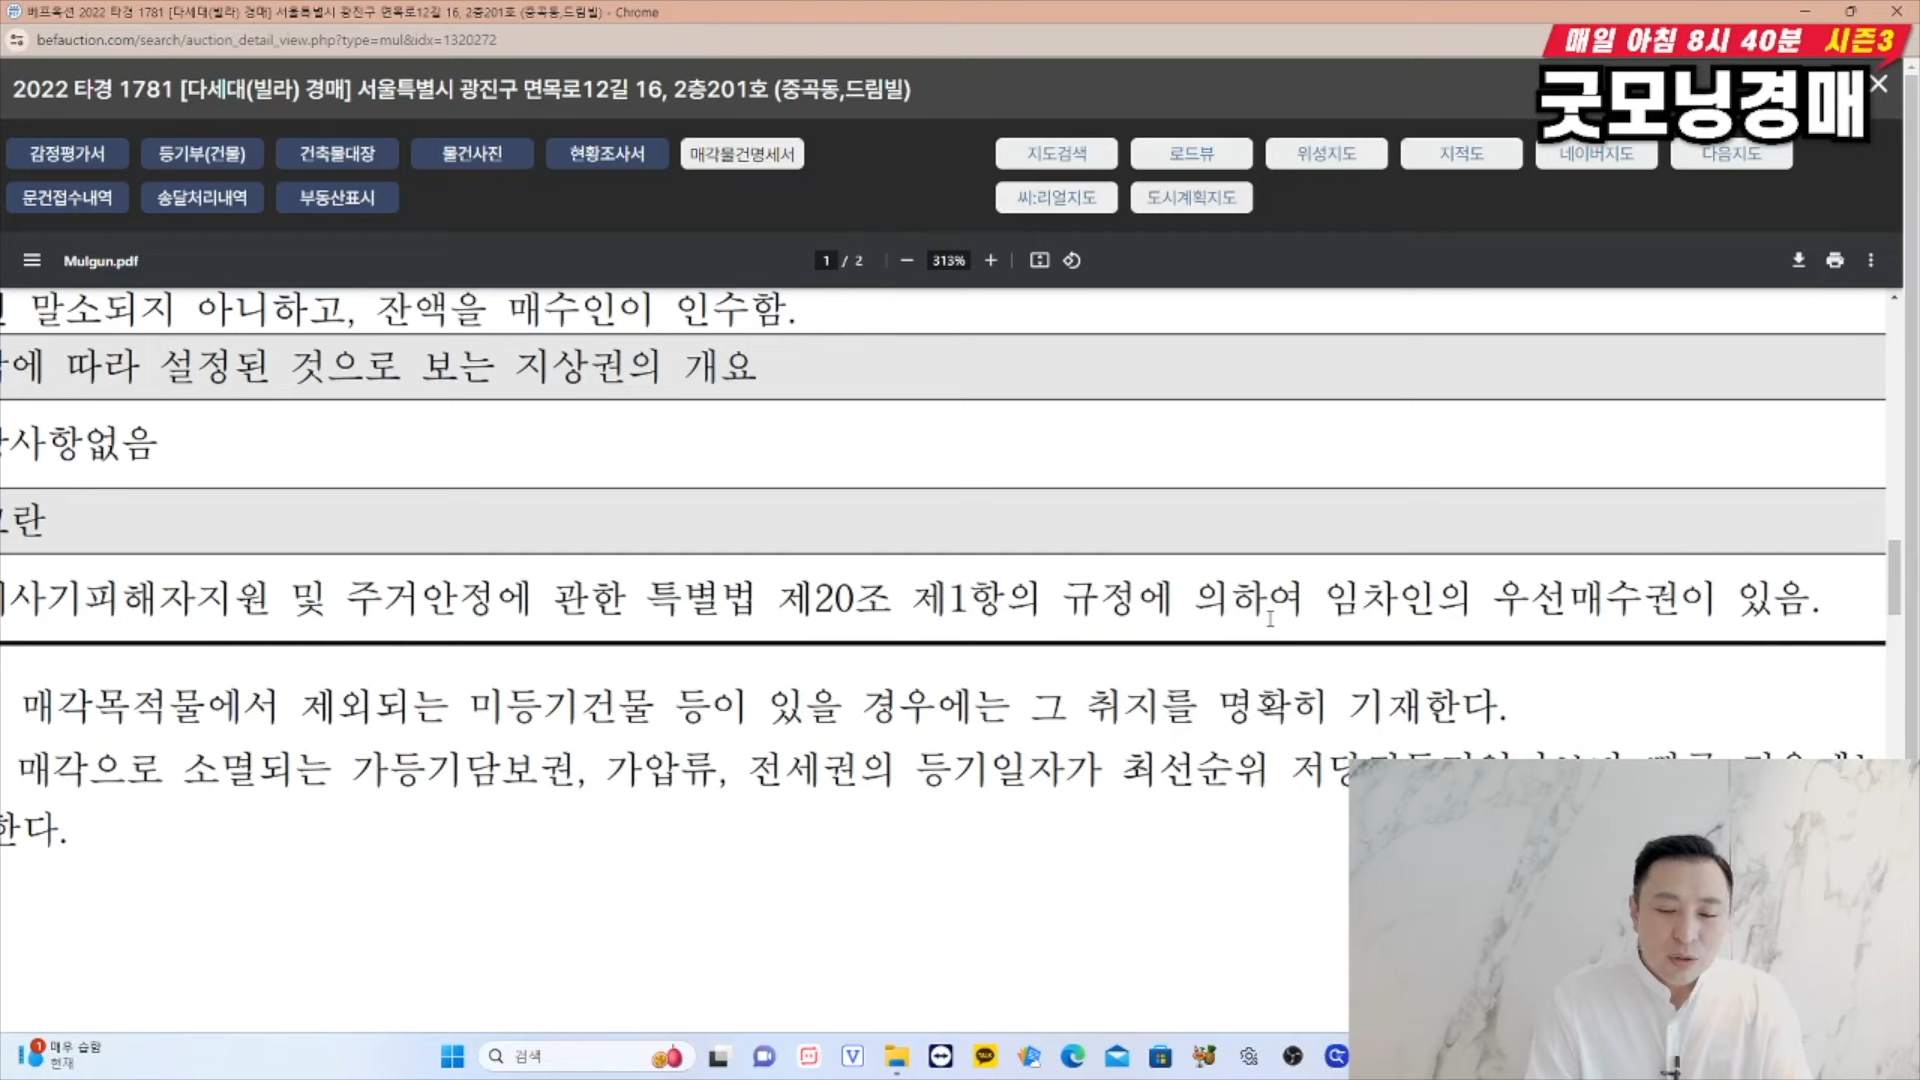 베프옥션 2022 타경 1781 [다세대(빌라) 경매] 서울특별시 광진구 면목로12길 16, 2층201호 (중곡동,드림빌) - Chrome
befauction.com/search/auction_detail_view.php?type=mul&idx=1320272
매일 아침 8시 40분 시즌3
굿모닝경매
2022 타경 1781 [다세대(빌라) 경매] 서울특별시 광진구 면목로12길 16, 2층201호 (중곡동,드림빌)
감정평가서 등기부(건물) 건축물대장 물건사진 현황조사서 매각물건명세서 지도검색 로드뷰 위성지도 지적도 네이버지도 다음지도
문건접수내역 송달처리내역 부동산표시 씨:리얼지도 도시계획지도
Mulgun.pdf 1 / 2 313%
말소되지 아니하고, 잔액을 매수인이 인수함.
에 따라 설정된 것으로 보는 지상권의 개요
사항없음
란
사기피해자지원 및 주거안정에 관한 특별법 제20조 제1항의 규정에 의하여 임차인의 우선매수권이 있음.
매각목적물에서 제외되는 미등기건물 등이 있을 경우에는 그 취지를 명확히 기재한다.
매각으로 소멸되는 가등기담보권, 가압류, 전세권의 등기일자가 최선순위
한다.
1 매우 습함
현재
검색
TALK